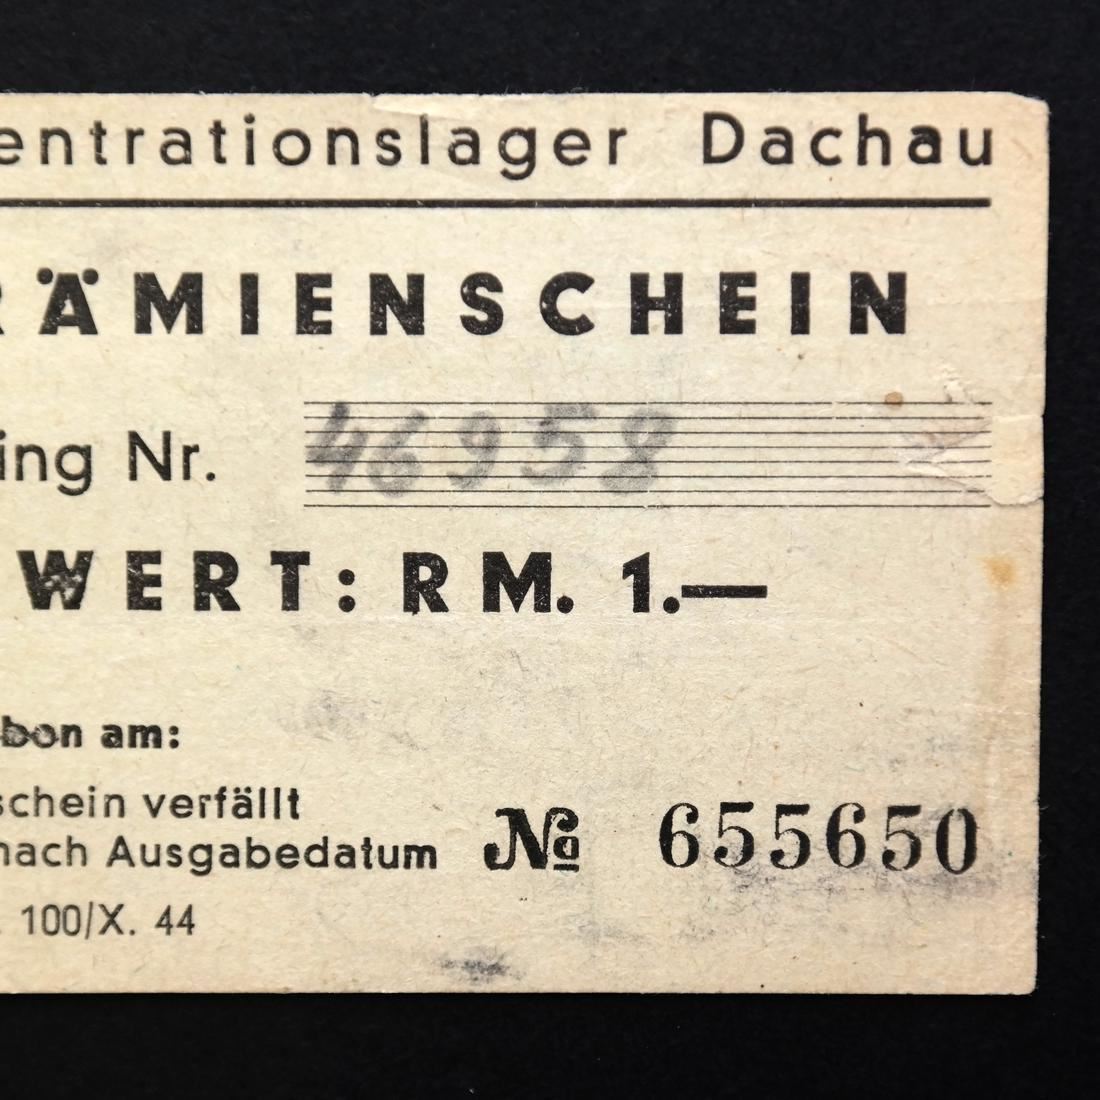 entrationslager Dachau
RÄMIENSCHEIN
ing Nr. 46958
WERT: RM. 1.—
bon am:
schein verfällt
nach Ausgabedatum
№ 655650
. 100/X. 44